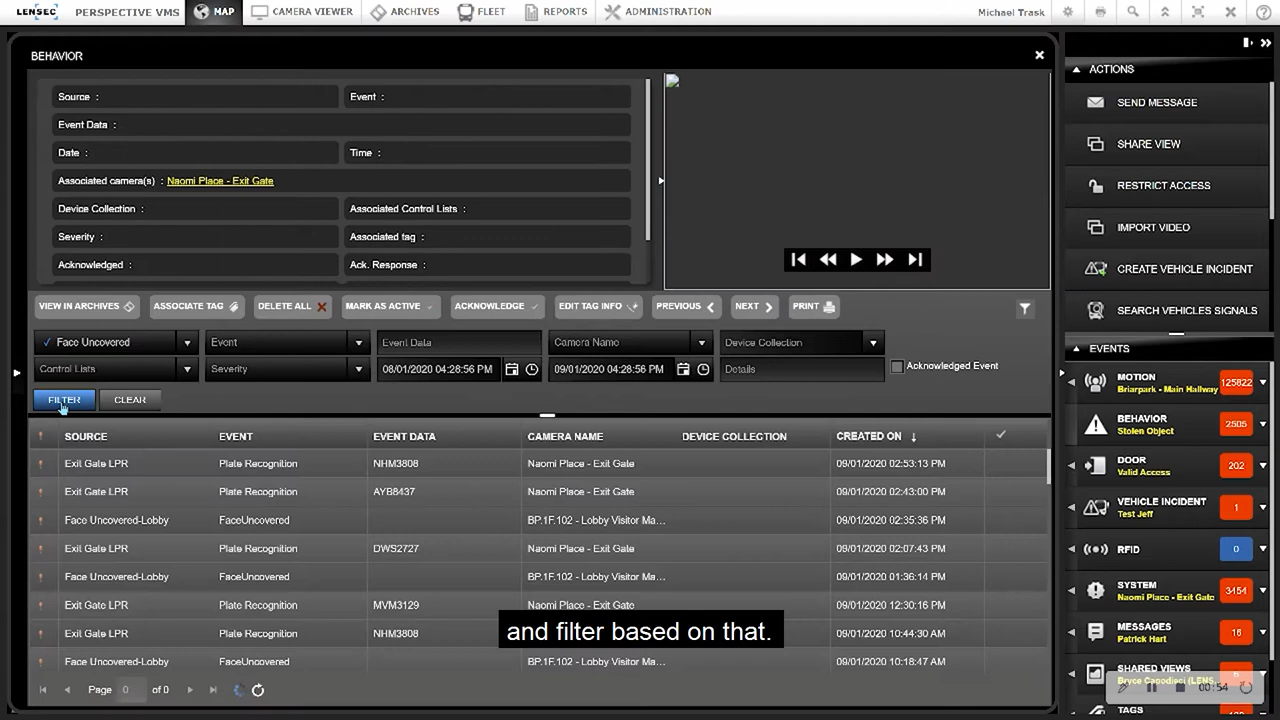 LENSEC PERSPECTIVE VMS MAP CAMERA VIEWER ARCHIVES FLEET REPORTS ADMINISTRATION Michael Trask
BEHAVIOR
Source : Event :
Event Data :
Date : Time :
Associated camera(s) : Naomi Place - Exit Gate
Device Collection : Associated Control Lists :
Severity : Associated tag :
Acknowledged : Ack. Response :
VIEW IN ARCHIVES ASSOCIATE TAG DELETE ALL MARK AS ACTIVE ACKNOWLEDGE EDIT TAG INFO PREVIOUS NEXT PRINT
Face Uncovered Event Event Data Camera Name Device Collection
Control Lists Severity 08/01/2020 04:28:56 PM 09/01/2020 04:28:56 PM Details Acknowledged Event
FILTER CLEAR
SOURCE EVENT EVENT DATA CAMERA NAME DEVICE COLLECTION CREATED ON
Exit Gate LPR Plate Recognition NHM3808 Naomi Place - Exit Gate 09/01/2020 02:53:13 PM
Exit Gate LPR Plate Recognition AYB8437 Naomi Place - Exit Gate 09/01/2020 02:43:00 PM
Face Uncovered-Lobby FaceUncovered BP.1F.102 - Lobby Visitor Ma... 09/01/2020 02:35:36 PM
Exit Gate LPR Plate Recognition DWS2727 Naomi Place - Exit Gate 09/01/2020 02:07:43 PM
Face Uncovered-Lobby FaceUncovered BP.1F.102 - Lobby Visitor Ma... 09/01/2020 01:36:14 PM
Exit Gate LPR Plate Recognition MVM3129 Naomi Place - Exit Gate 09/01/2020 12:30:16 PM
Exit Gate LPR Plate Recognition NHM3808 09/01/2020 10:44:30 AM
and filter based on that.
Face Uncovered-Lobby FaceUncovered BP.1F.102 - Lobby Visitor Ma... 09/01/2020 10:18:47 AM
Page 0 of 0
ACTIONS
SEND MESSAGE
SHARE VIEW
RESTRICT ACCESS
IMPORT VIDEO
CREATE VEHICLE INCIDENT
SEARCH VEHICLES SIGNALS
EVENTS
MOTION
Briarpark - Main Hallway 125822
BEHAVIOR
Stolen Object 2505
DOOR
Valid Access 202
VEHICLE INCIDENT
Test Jeff 1
RFID 0
SYSTEM
Naomi Place - Exit Gate 3454
MESSAGES
Patrick Hart 16
SHARED VIEWS
Bryce Capodieci (LENS... 6
00:54
TAGS